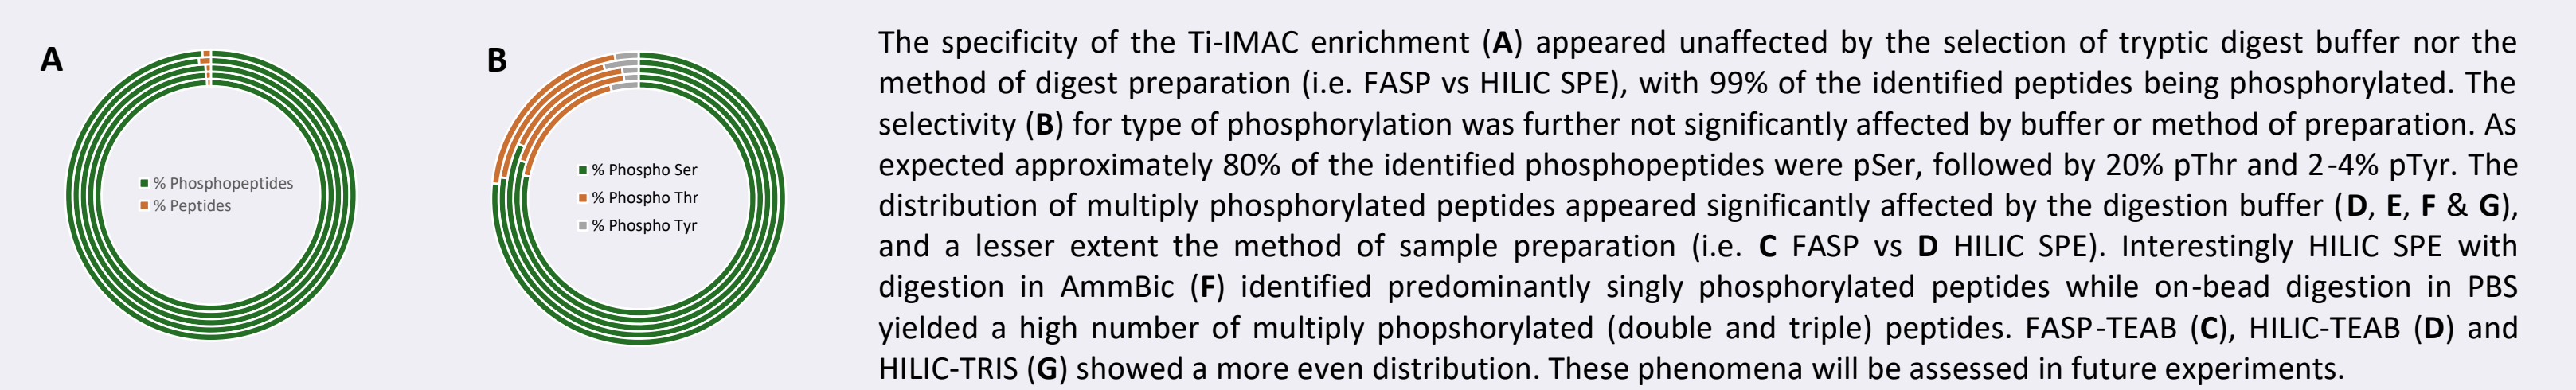 A
% Phosphopeptides
% Peptides
B
% Phospho Ser
% Phospho Thr
% Phospho Tyr
The specificity of the Ti-IMAC enrichment (A) appeared unaffected by the selection of tryptic digest buffer nor the
method of digest preparation (i.e. FASP vs HILIC SPE), with 99% of the identified peptides being phosphorylated. The
selectivity (B) for type of phosphorylation was further not significantly affected by buffer or method of preparation. As
expected approximately 80% of the identified phosphopeptides were pSer, followed by 20% pThr and 2-4% pTyr. The
distribution of multiply phosphorylated peptides appeared significantly affected by the digestion buffer (D, E, F & G),
and a lesser extent the method of sample preparation (i.e. C FASP vs D HILIC SPE). Interestingly HILIC SPE with
digestion in AmmBic (F) identified predominantly singly phosphorylated peptides while on-bead digestion in PBS
yielded a high number of multiply phopshorylated (double and triple) peptides. FASP-TEAB (C), HILIC-TEAB (D) and
HILIC-TRIS (G) showed a more even distribution. These phenomena will be assessed in future experiments.